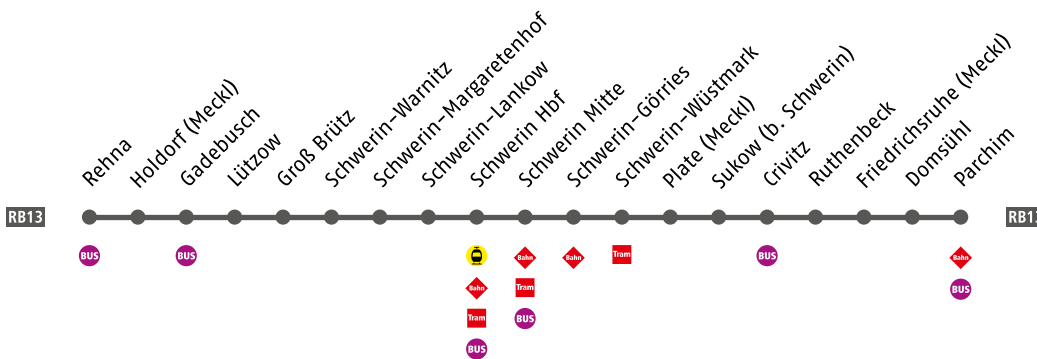 Rehna
Holdorf (Meckl)
Gadebusch
Lützow
Groß Brütz
Schwerin-Warnitz
Schwerin-Margaretenhof
Schwerin-Lankow
Schwerin Hbf
Schwerin Mitte
Schwerin-Görries
Schwerin-Wüstmark
Plate (Meckl)
Sukow (b. Schwerin)
Crivitz
Ruthenbeck
Friedrichsruhe (Meckl)
Domsühl
Parchim
RB13
RB13
BUS
BUS
Bahn
Bahn
Tram
BUS
Bahn
Bahn
Tram
Tram
BUS
BUS
BUS